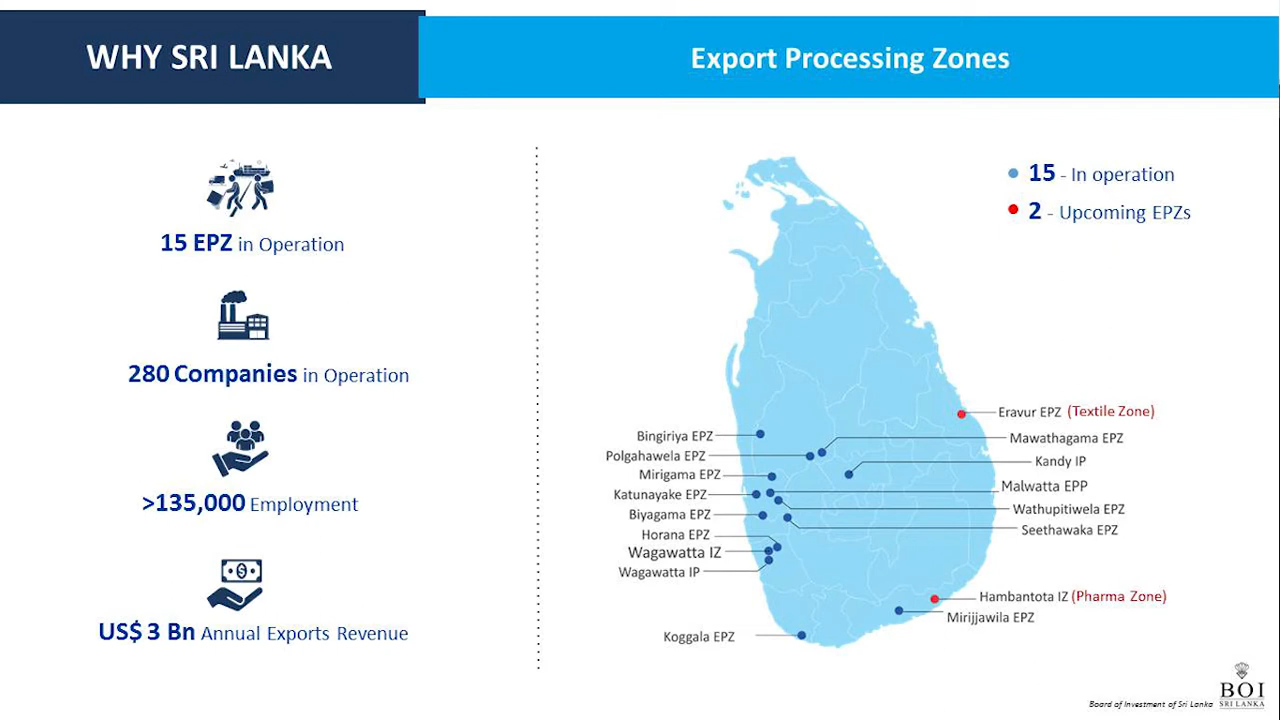 WHY SRI LANKA
Export Processing Zones
15 EPZ in Operation
280 Companies in Operation
>135,000 Employment
$
US$ 3 Bn Annual Exports Revenue
15 - In operation
2 - Upcoming EPZs
Eravur EPZ (Textile Zone)
Bingiriya EPZ
Mawathagama EPZ
Polgahawela EPZ
Kandy IP
Mirigama EPZ
Malwatta EPP
Katunayake EPZ
Wathupitiwela EPZ
Biyagama EPZ
Seethawaka EPZ
Horana EPZ
Wagawatta IZ
Wagawatta IP
Hambantota IZ (Pharma Zone)
Mirijjawila EPZ
Koggala EPZ
Board of Investment of Sri Lanka
BOI
SRI LANKA